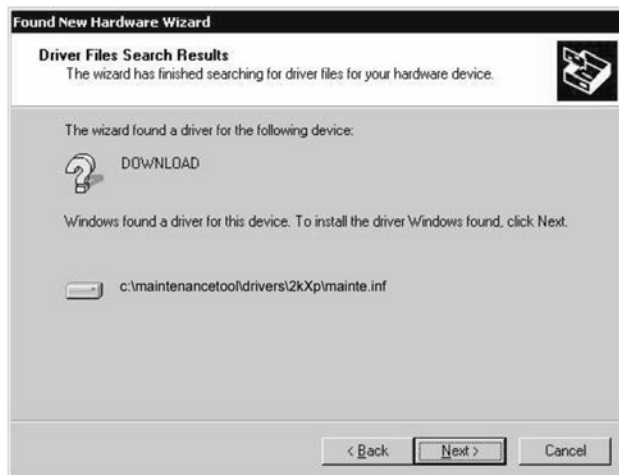 Found New Hardware Wizard
Driver Files Search Results
The wizard has finished searching for driver files for your hardware device.
The wizard found a driver for the following device:
DOWNLOAD
Windows found a driver for this device. To install the driver Windows found, click Next.
c:\maintenancetool\drivers\2kXp\mainte.inf
< Back
Next >
Cancel